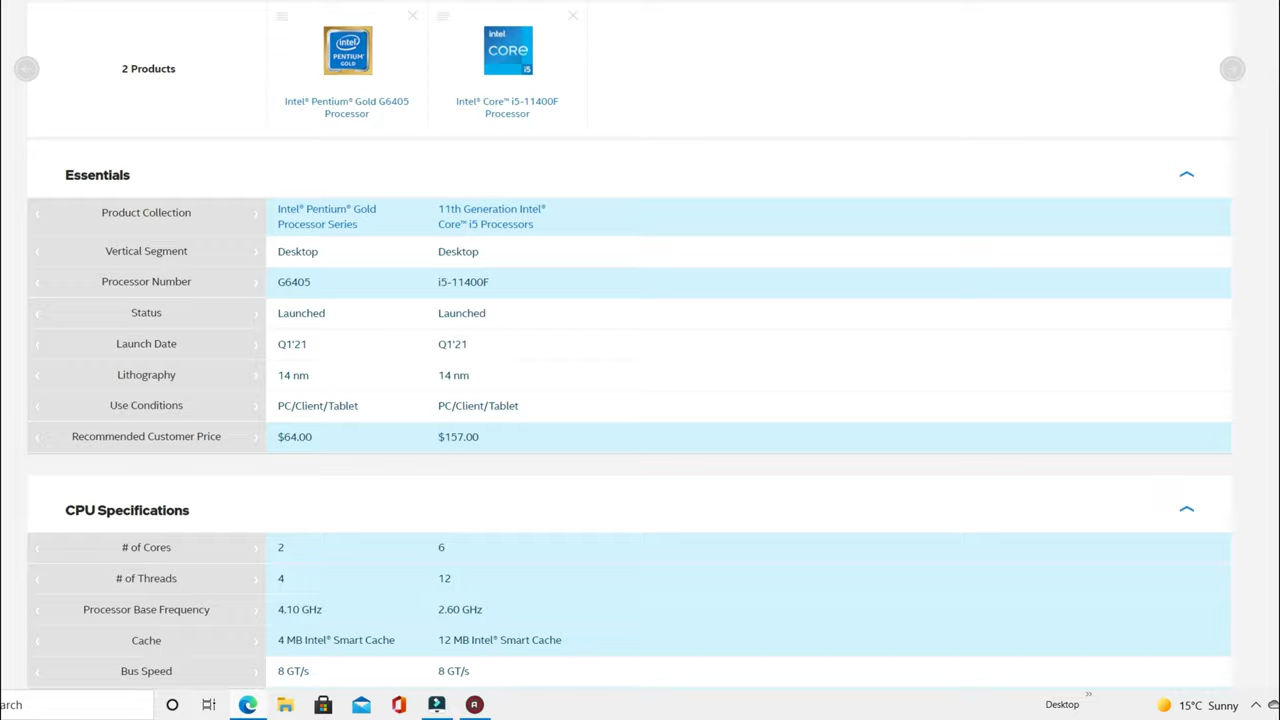 intel
PENTIUM
GOLD
intel
CORE
i5
2 Products
Intel® Pentium® Gold G6405
Processor
Intel® Core™ i5-11400F
Processor
Essentials
Product Collection
Intel® Pentium® Gold
Processor Series
11th Generation Intel®
Core™ i5 Processors
Vertical Segment
Desktop
Desktop
Processor Number
G6405
i5-11400F
Status
Launched
Launched
Launch Date
Q1'21
Q1'21
Lithography
14 nm
14 nm
Use Conditions
PC/Client/Tablet
PC/Client/Tablet
Recommended Customer Price
$64.00
$157.00
CPU Specifications
# of Cores
2
6
# of Threads
4
12
Processor Base Frequency
4.10 GHz
2.60 GHz
Cache
4 MB Intel® Smart Cache
12 MB Intel® Smart Cache
Bus Speed
8 GT/s
8 GT/s
arch
Desktop
15°C Sunny